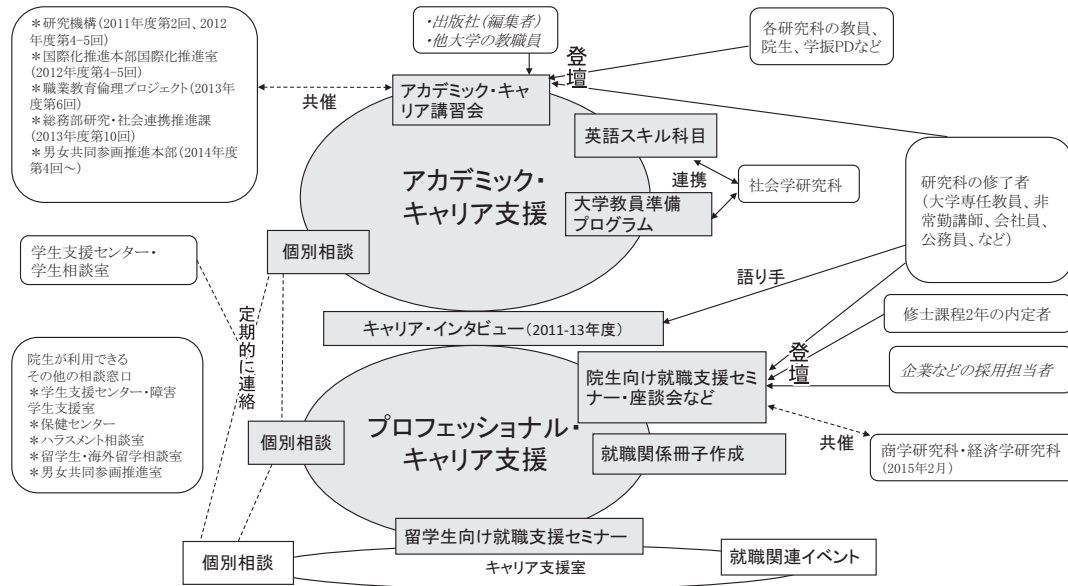 ＊研究機構（2011年度第2回、2012
年度第4-5回）
＊国際化推進本部国際化推進室
（2012年度第4-5回）
＊職業教育倫理プロジェクト（2013年
度第6回）
＊総務部研究・社会連携推進課
（2013年度第10回）
＊男女共同参画推進本部（2014年度
第4回～）
共催
・出版社（編集者）
・他大学の教職員
登壇
各研究科の教員、
院生、学振PDなど
アカデミック・キャ
リア講習会
英語スキル科目
アカデミック・
キャリア支援
連携
社会学研究科
大学教員準備
プログラム
研究科の修了者
（大学専任教員、非
常勤講師、会社員、
公務員、など）
学生支援センター・
学生相談室
個別相談
語り手
定期的に連絡
キャリア・インタビュー（2011-13年度）
修士課程2年の内定者
院生が利用できる
その他の相談窓口
＊学生支援センター・障害
学生支援室
＊保健センター
＊ハラスメント相談室
＊留学生・海外留学相談室
＊男女共同参画推進室
登壇
院生向け就職支援セミ
ナー・座談会など
企業などの採用担当者
個別相談
プロフェッショナル・
キャリア支援
共催
就職関係冊子作成
商学研究科・経済学研究科
（2015年2月）
留学生向け就職支援セミナー
個別相談
キャリア支援室
就職関連イベント